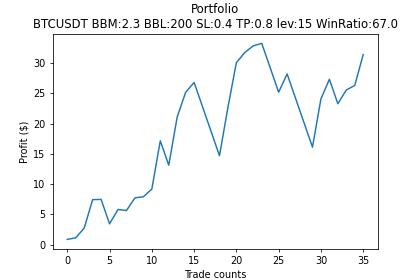 Portfolio
BTCUSDT BBM:2.3 BBL:200 SL:0.4 TP:0.8 lev:15 WinRatio:67.0
Profit ($)
30
25
20
15
10
5
0
0 5 10 15 20 25 30 35
Trade counts